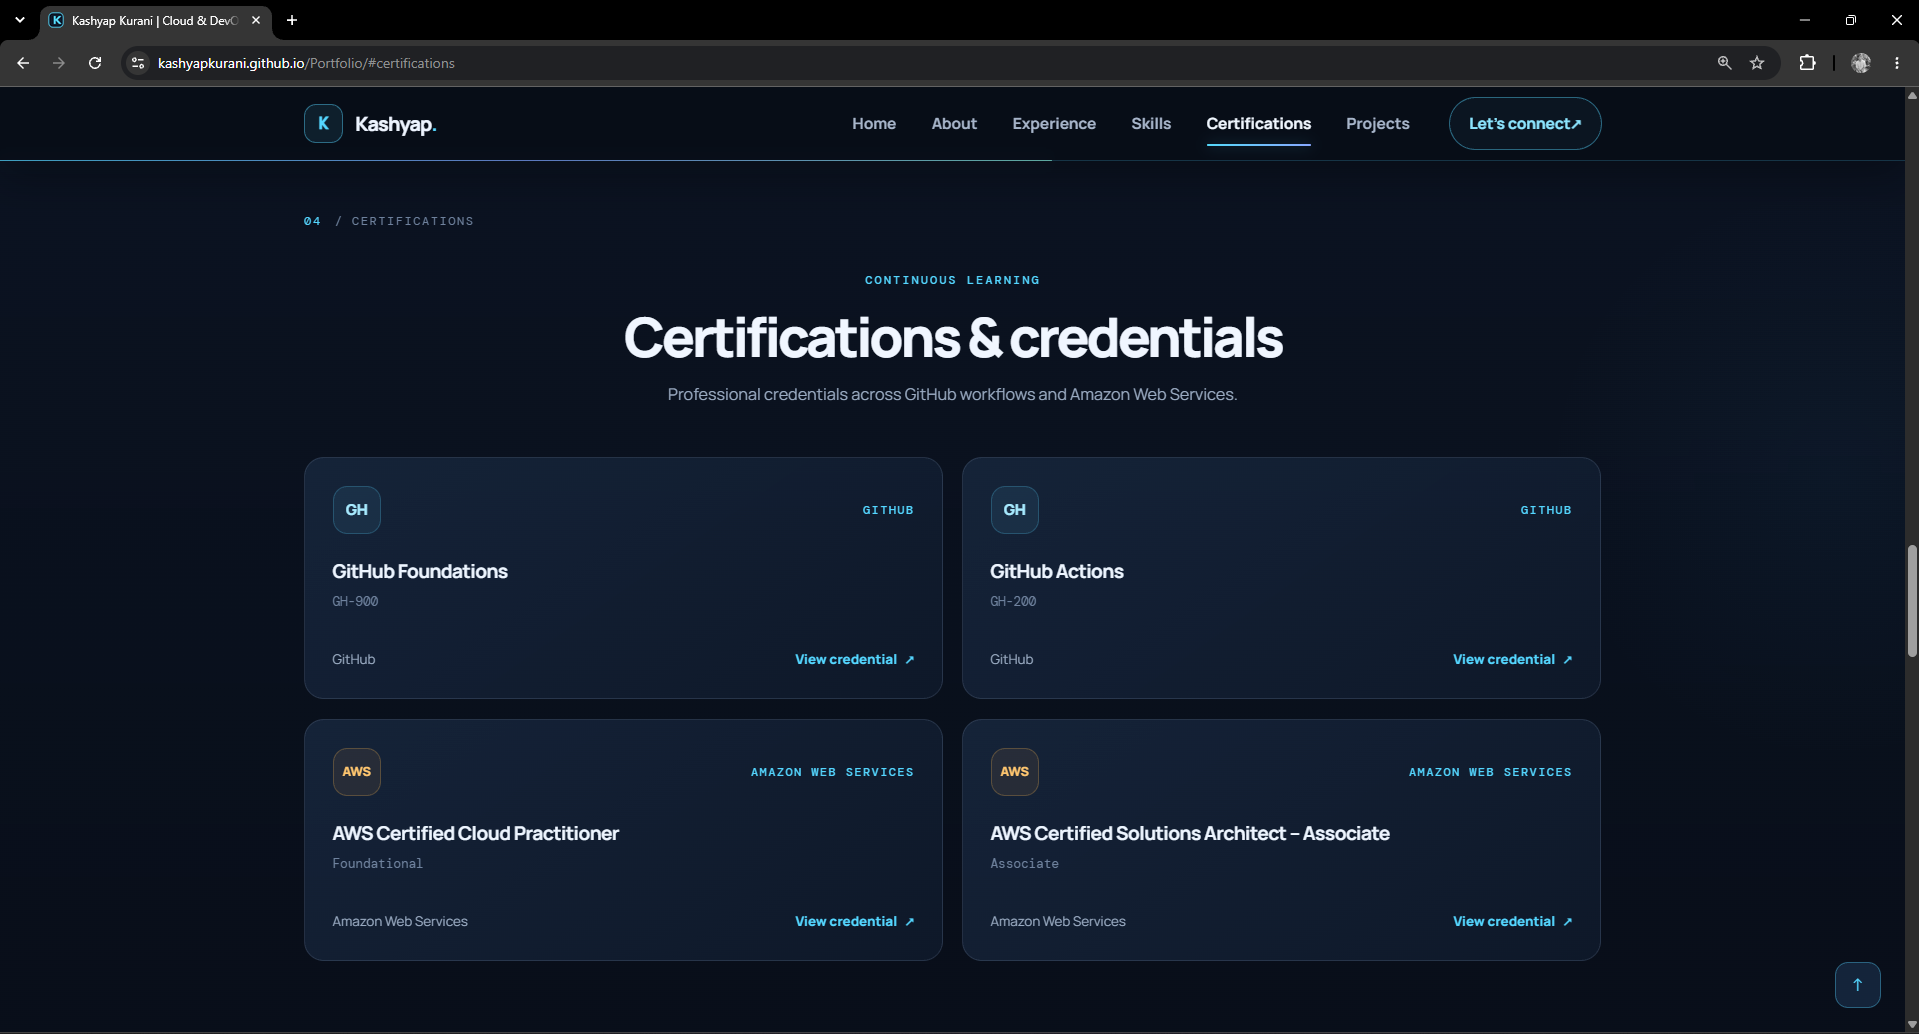 Kashyap Kurani | Cloud & DevO
kashyapkurani.github.io/Portfolio/#certifications
K Kashyap.
Home About Experience Skills Certifications Projects Let's connect↗
04 / CERTIFICATIONS
CONTINUOUS LEARNING
Certifications & credentials
Professional credentials across GitHub workflows and Amazon Web Services.
GH GITHUB
GitHub Foundations
GH-900
GitHub View credential ↗
GH GITHUB
GitHub Actions
GH-200
GitHub View credential ↗
AWS AMAZON WEB SERVICES
AWS Certified Cloud Practitioner
Foundational
Amazon Web Services View credential ↗
AWS AMAZON WEB SERVICES
AWS Certified Solutions Architect – Associate
Associate
Amazon Web Services View credential ↗
↑